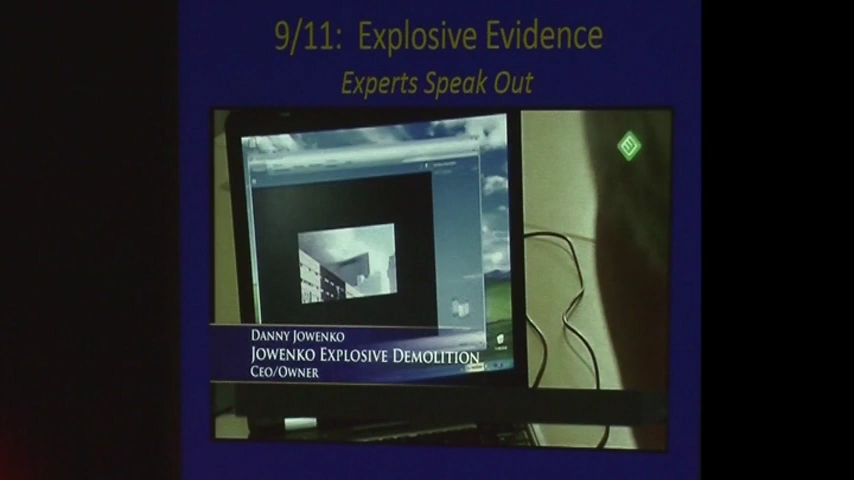 9/11: Explosive Evidence
Experts Speak Out
DANNY JOWENKO
JOWENKO EXPLOSIVE DEMOLITION
CEO/OWNER